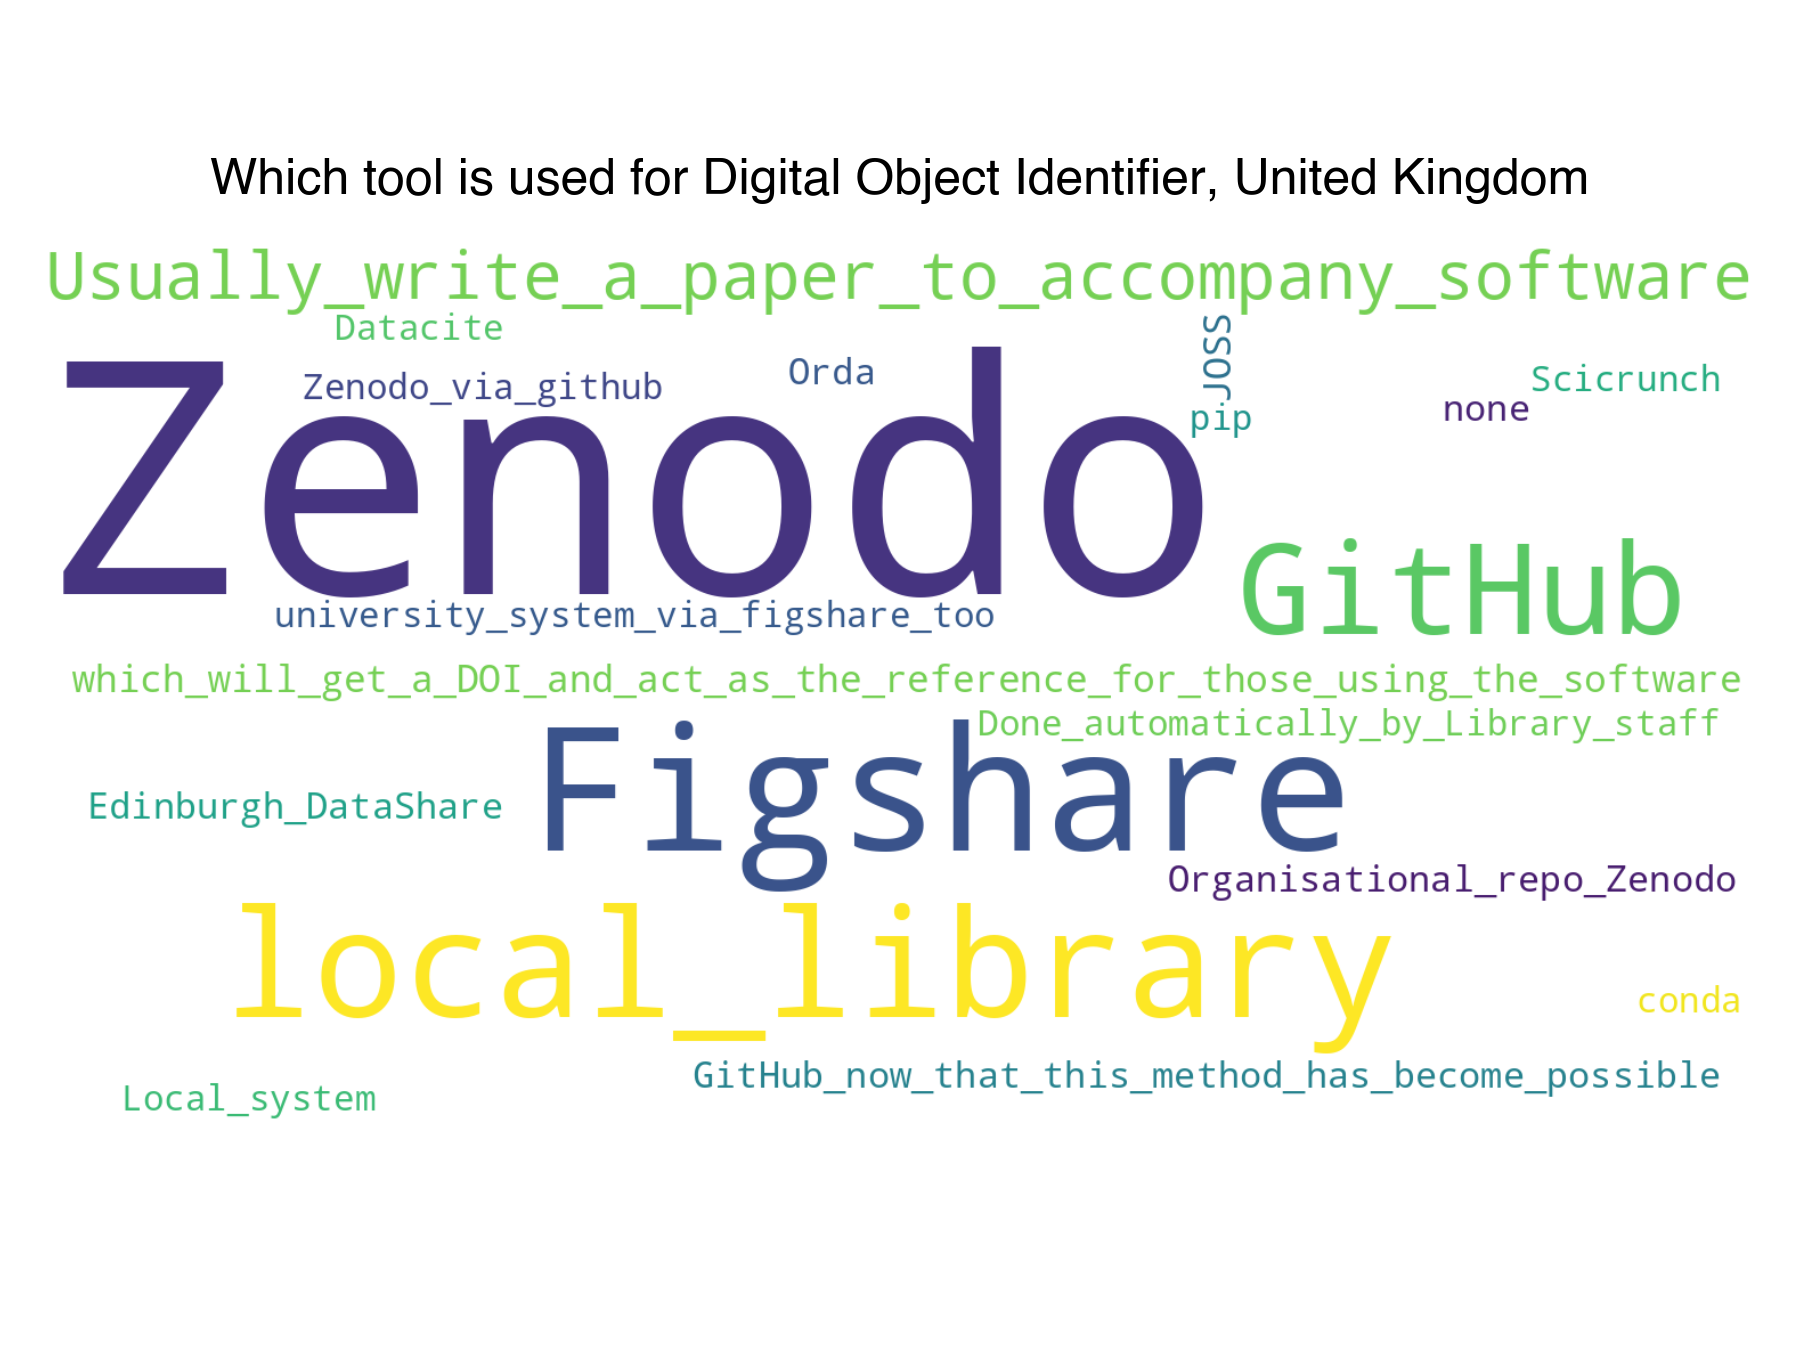 Which tool is used for Digital Object Identifier, United Kingdom
Usually_write_a_paper_to_accompany_software
Datacite
JOSS
Zenodo_via_github
Orda
Scicrunch
none
pip
Zenodo
GitHub
university_system_via_figshare_too
which_will_get_a_DOI_and_act_as_the_reference_for_those_using_the_software
Done_automatically_by_Library_staff
Figshare
Edinburgh_DataShare
Organisational_repo_Zenodo
local_library
conda
GitHub_now_that_this_method_has_become_possible
Local_system